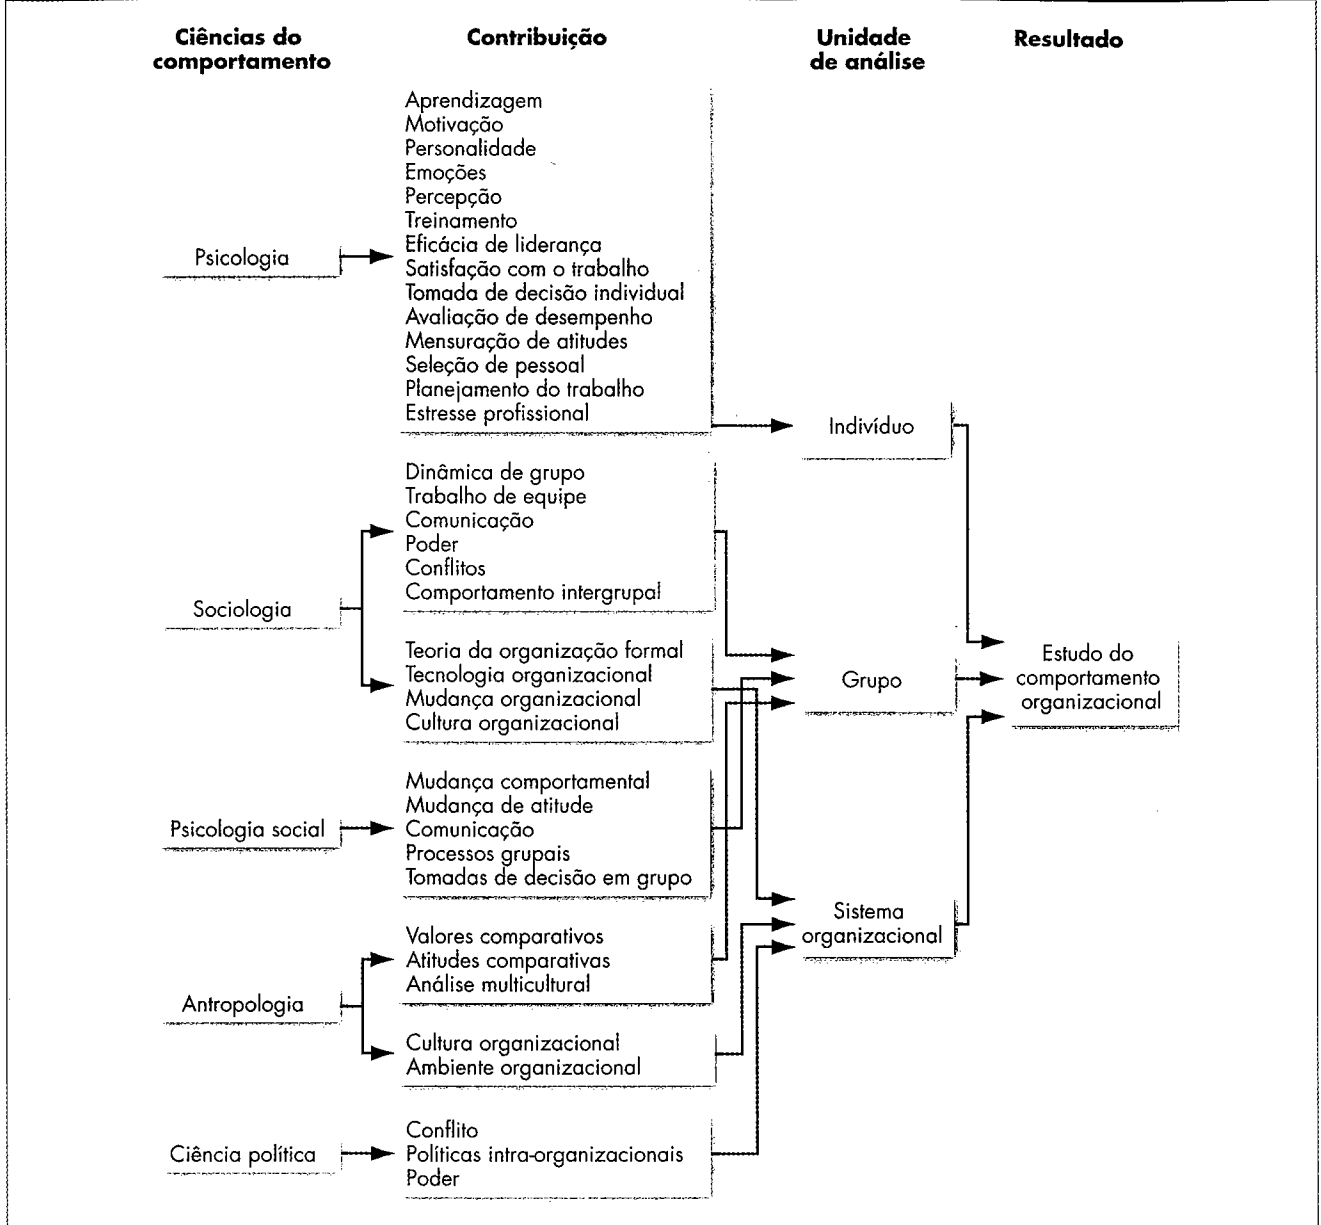 Ciências do
comportamento
Contribuição
Unidade
de análise
Resultado
Psicologia
Aprendizagem
Motivação
Personalidade
Emoções
Percepção
Treinamento
Eficácia de liderança
Satisfação com o trabalho
Tomada de decisão individual
Avaliação de desempenho
Mensuração de atitudes
Seleção de pessoal
Planejamento do trabalho
Estresse profissional
Indivíduo
Sociologia
Dinâmica de grupo
Trabalho de equipe
Comunicação
Poder
Conflitos
Comportamento intergrupal
Teoria da organização formal
Tecnologia organizacional
Mudança organizacional
Cultura organizacional
Grupo
Estudo do
comportamento
organizacional
Psicologia social
Mudança comportamental
Mudança de atitude
Comunicação
Processos grupais
Tomadas de decisão em grupo
Sistema
organizacional
Antropologia
Valores comparativos
Atitudes comparativas
Análise multicultural
Cultura organizacional
Ambiente organizacional
Ciência política
Conflito
Políticas intra-organizacionais
Poder